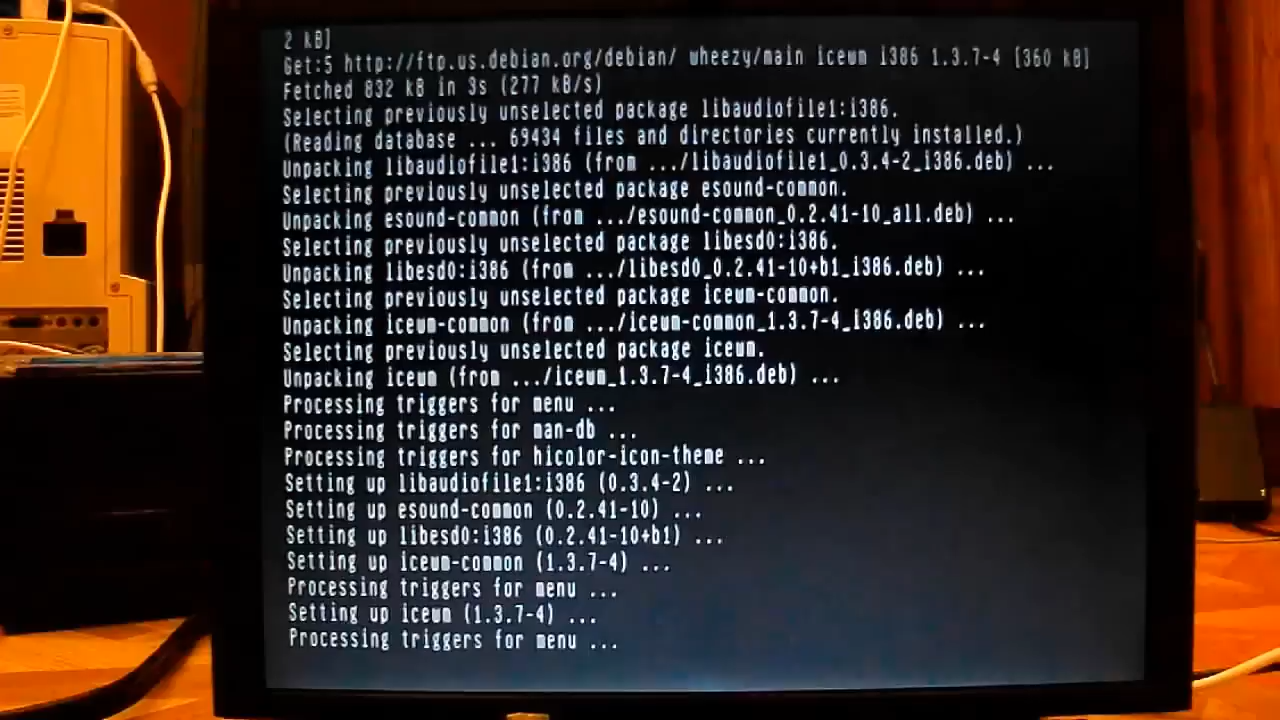 2 kB]
Get:5 http://ftp.us.debian.org/debian/ wheezy/main icewm i386 1.3.7-4 [360 kB]
Fetched 832 kB in 3s (277 kB/s)
Selecting previously unselected package libaudiofile1:i386.
(Reading database ... 69434 files and directories currently installed.)
Unpacking libaudiofile1:i386 (from .../libaudiofile1_0.3.4-2_i386.deb) ...
Selecting previously unselected package esound-common.
Unpacking esound-common (from .../esound-common_0.2.41-10_all.deb) ...
Selecting previously unselected package libesd0:i386.
Unpacking libesd0:i386 (from .../libesd0_0.2.41-10+b1_i386.deb) ...
Selecting previously unselected package icewm-common.
Unpacking icewm-common (from .../icewm-common_1.3.7-4_i386.deb) ...
Selecting previously unselected package icewm.
Unpacking icewm (from .../icewm_1.3.7-4_i386.deb) ...
Processing triggers for menu ...
Processing triggers for man-db ...
Processing triggers for hicolor-icon-theme ...
Setting up libaudiofile1:i386 (0.3.4-2) ...
Setting up esound-common (0.2.41-10) ...
Setting up libesd0:i386 (0.2.41-10+b1) ...
Setting up icewm-common (1.3.7-4) ...
Processing triggers for menu ...
Setting up icewm (1.3.7-4) ...
Processing triggers for menu ...